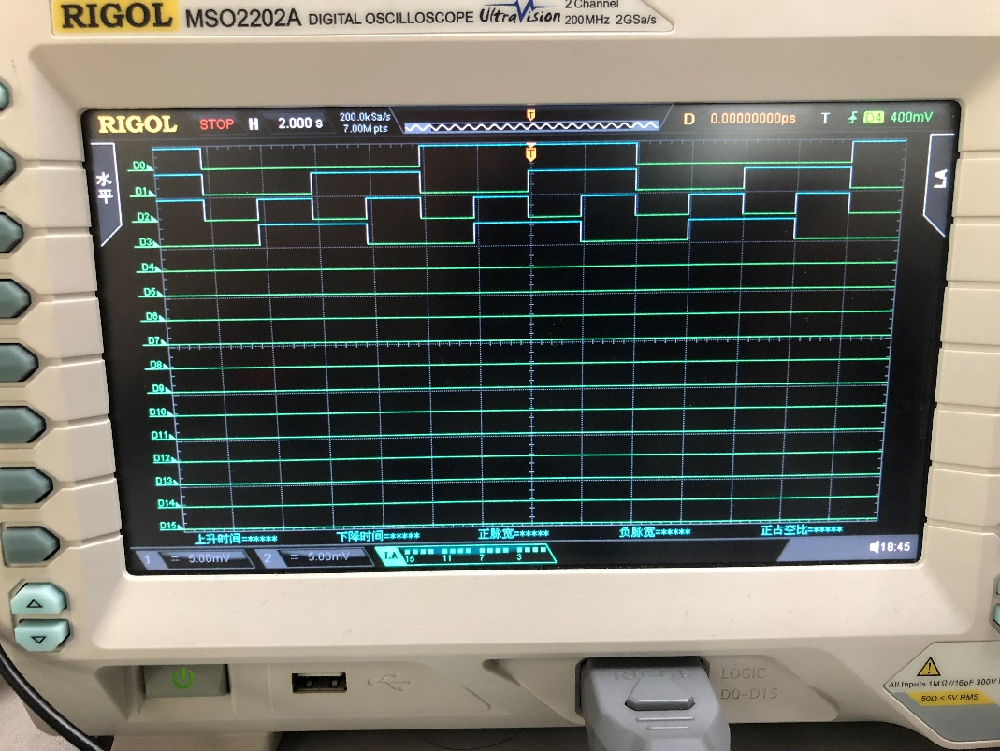 RIGOL MSO2202A DIGITAL OSCILLOSCOPE UltraVision 2 Channel
200MHz 2GSa/s
RIGOL STOP H 2.000 s 200.0kSa/s D 0.00000000ps T D4 400mV
7.00M pts
T
T
水平
LA
D0
D1
D2
D3
D4
D5
D6
D7
D8
D9
D10
D11
D12
D13
D14
D15
上升时间=***** 下降时间=***** 正脉宽=***** 负脉宽=***** 正占空比=*****
1 = 5.00mV 2 = 5.00mV LA 15 11 7 3 18:45
RIGOL
LOGIC
D0-D15
All Inputs 1MΩ//16pF 300V
50Ω ≤ 5V RMS